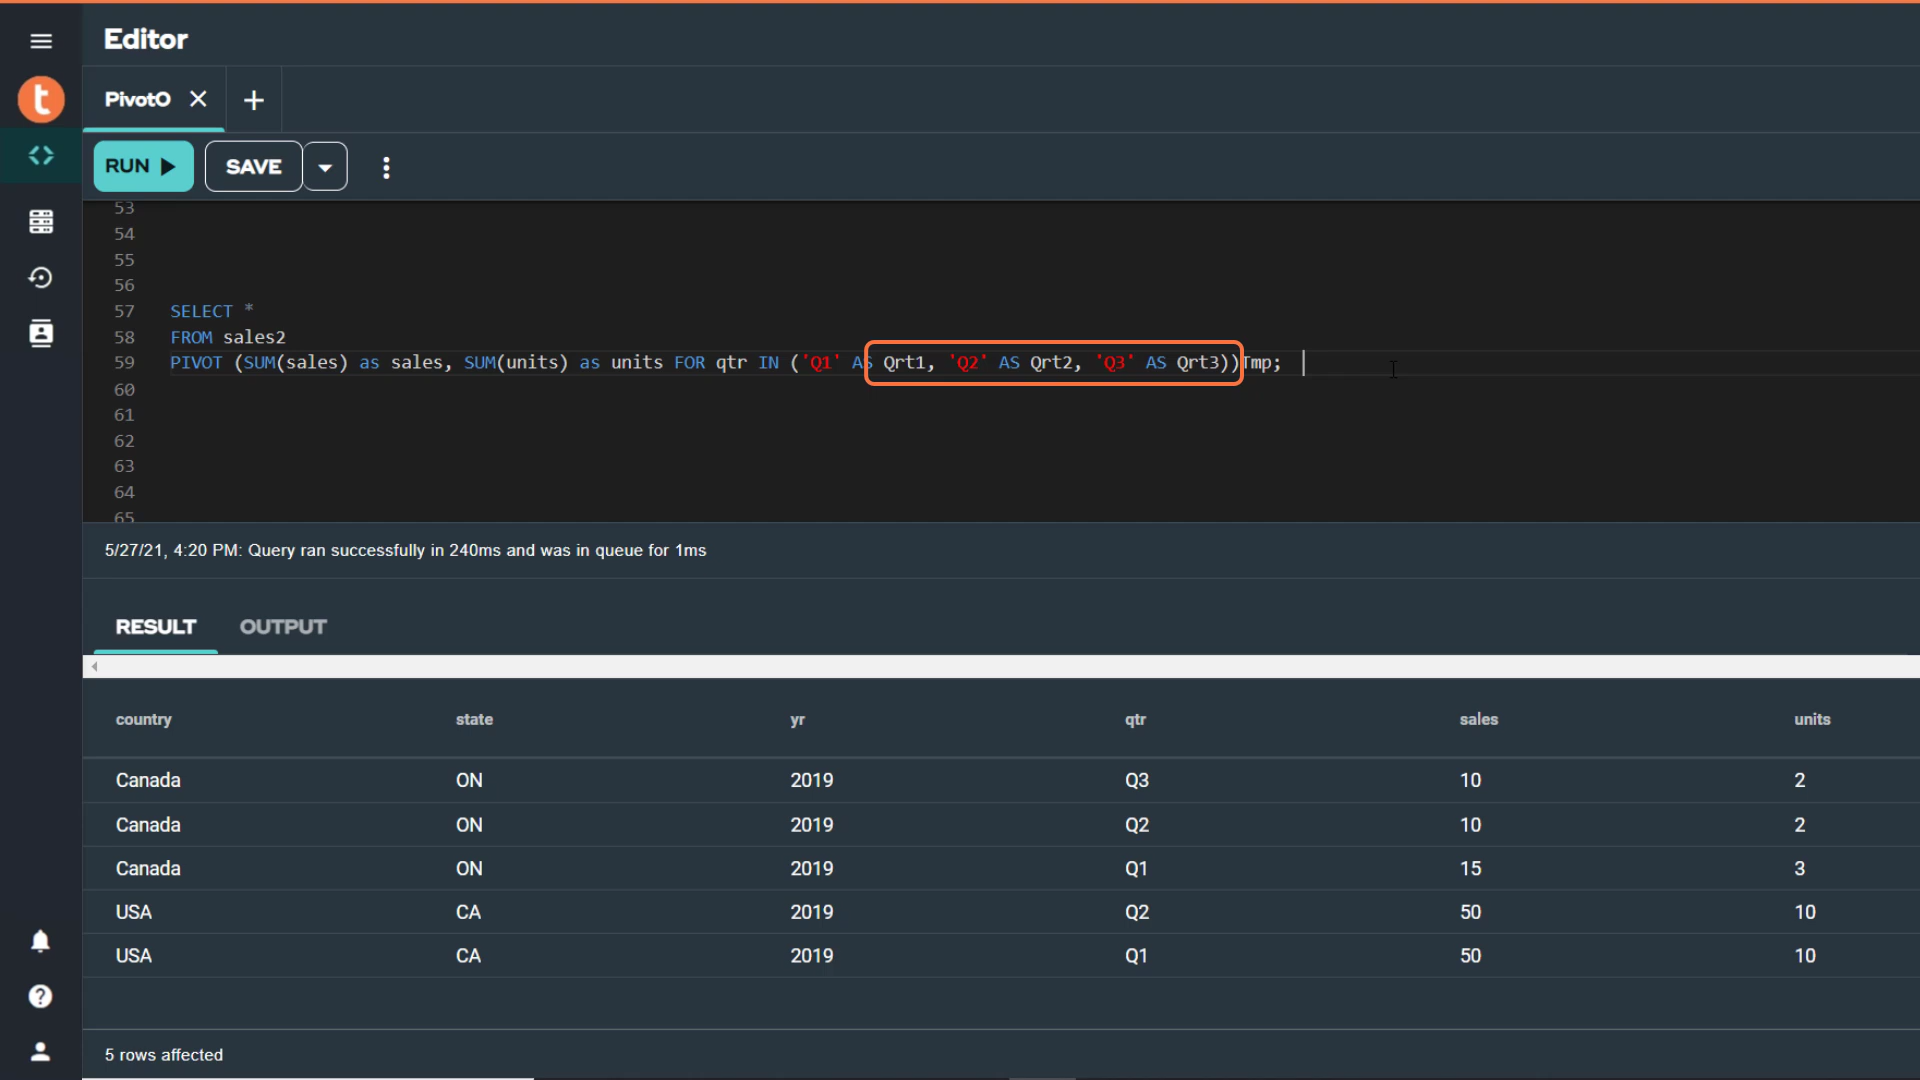 Editor
t
PivotO
RUN
SAVE
53
54
55
56
57 SELECT *
58 FROM sales2
59 PIVOT (SUM(sales) as sales, SUM(units) as units FOR qtr IN ('Q1' AS Qrt1, 'Q2' AS Qrt2, 'Q3' AS Qrt3))Tmp;
60
61
62
63
64
65
5/27/21, 4:20 PM: Query ran successfully in 240ms and was in queue for 1ms
RESULT OUTPUT
country state yr qtr sales units
Canada ON 2019 Q3 10 2
Canada ON 2019 Q2 10 2
Canada ON 2019 Q1 15 3
USA CA 2019 Q2 50 10
USA CA 2019 Q1 50 10
5 rows affected